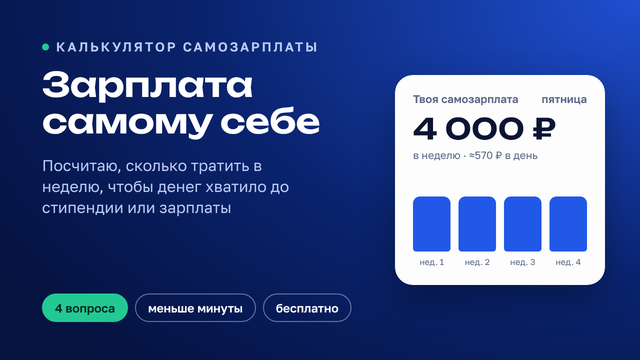 КАЛЬКУЛЯТОР САМОЗАРПЛАТЫ
Зарплата
самому себе
Посчитаю, сколько тратить в
неделю, чтобы денег хватило до
стипендии или зарплаты
4 вопроса
меньше минуты
бесплатно
Твоя самозарплата
пятница
4 000 ₽
в неделю · ≈570 ₽ в день
нед. 1
нед. 2
нед. 3
нед. 4